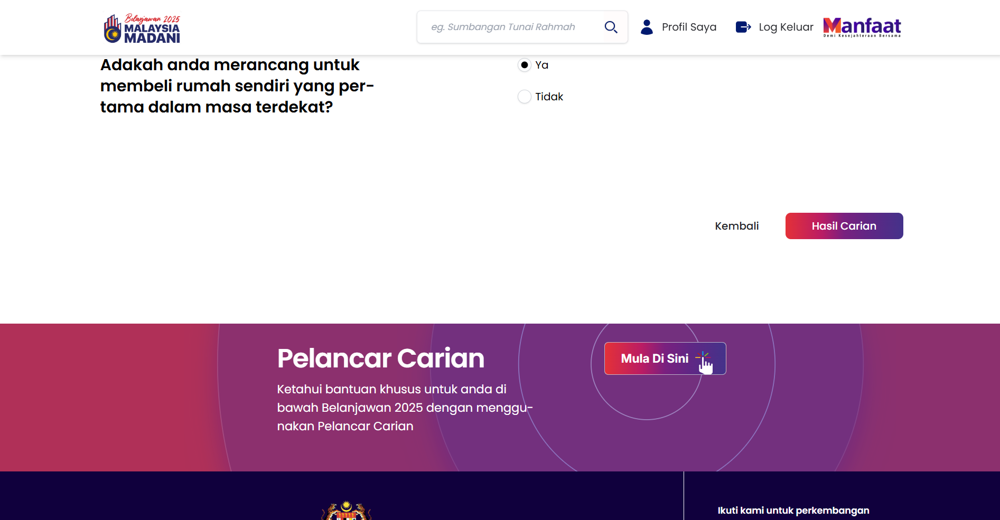 Belanjawan 2025
MALAYSIA
MADANI
eg. Sumbangan Tunai Rahmah
Profil Saya
Log Keluar
Manfaat
Demi Kesejahteraan Bersama
Adakah anda merancang untuk
membeli rumah sendiri yang per-
tama dalam masa terdekat?
Ya
Tidak
Kembali
Hasil Carian
Pelancar Carian
Mula Di Sini
Ketahui bantuan khusus untuk anda di
bawah Belanjawan 2025 dengan menggu-
nakan Pelancar Carian
Ikuti kami untuk perkembangan